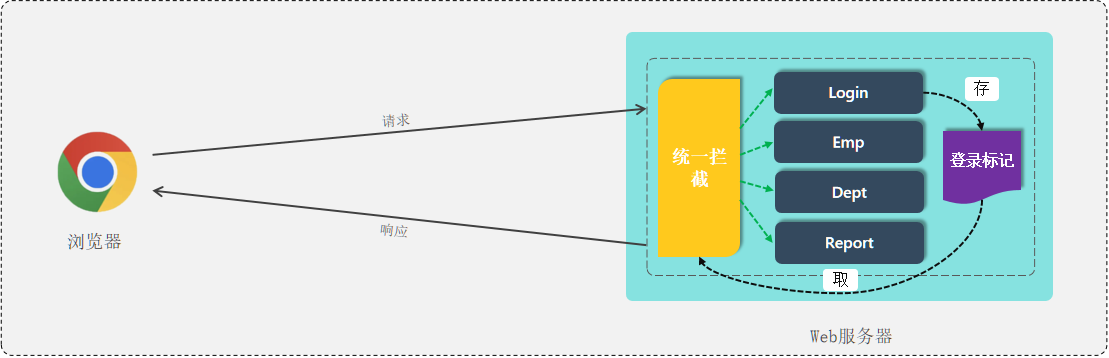 请求
响应
浏览器
统一拦
截
Login
Emp
Dept
Report
存
登录标记
取
Web服务器